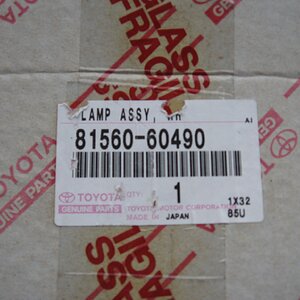 GLASS
FRAGILE
LAMP ASSY, 
AI
81560-60490
TOYOTA
GENUINE PARTS
QTY.
1
1X32
85U
TOYOTA MOTOR CORPORATION
MADE IN JAPAN
TOYOTA
GENUINE PARTS